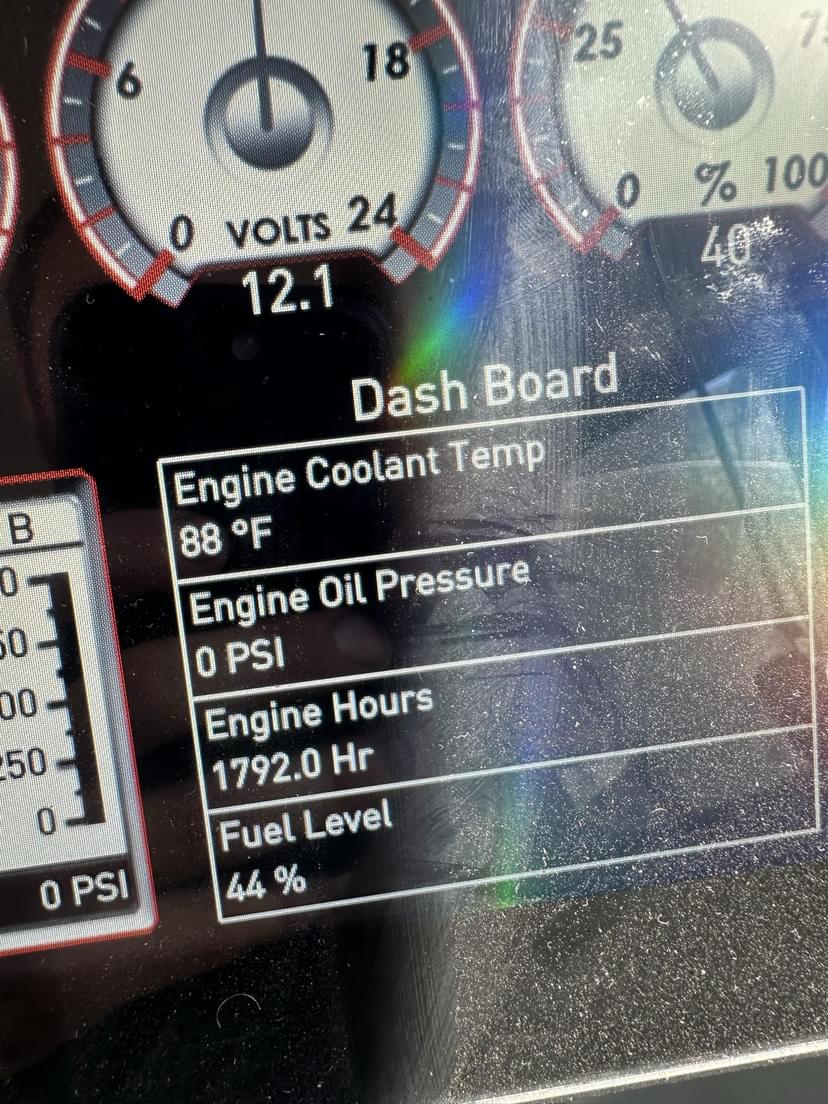 6
18
0 VOLTS 24
12.1
25
0 % 100
40
Dash Board
Engine Coolant Temp
88 °F
Engine Oil Pressure
0 PSI
Engine Hours
1792.0 Hr
Fuel Level
44 %
B
0
0 PSI